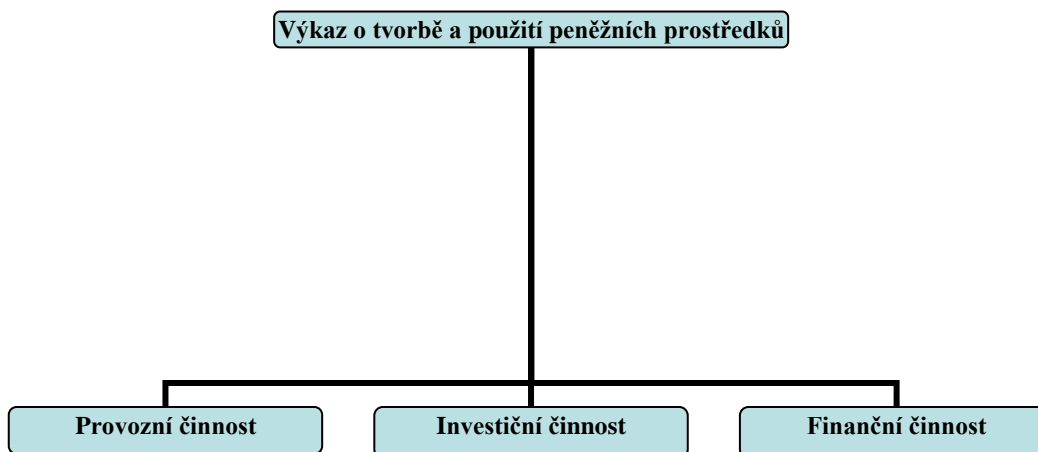 Výkaz o tvorbě a použití peněžních prostředků
Provozní činnost
Investiční činnost
Finanční činnost